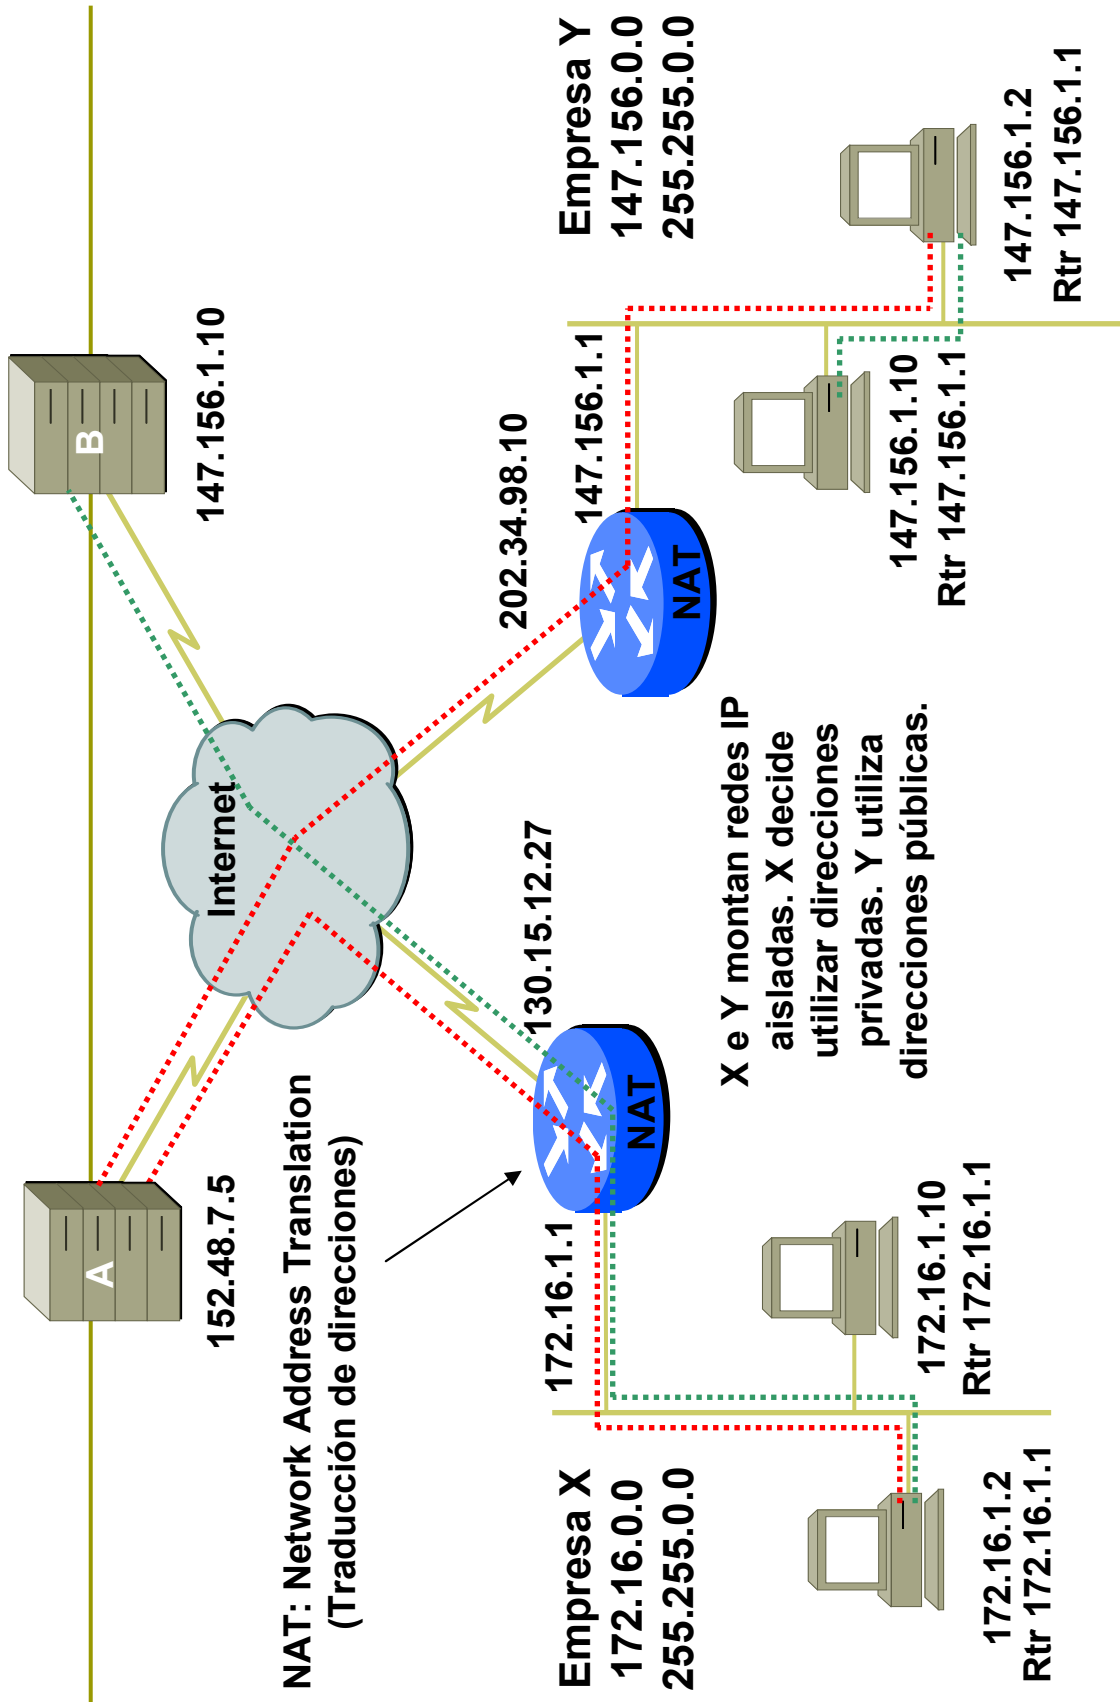 A
152.48.7.5
B
147.156.1.10
Internet
NAT: Network Address Translation
(Traducción de direcciones)
172.16.1.1
130.15.12.27
NAT
202.34.98.10
147.156.1.1
NAT
Empresa X
172.16.0.0
255.255.0.0
Empresa Y
147.156.0.0
255.255.0.0
X e Y montan redes IP
aisladas. X decide
utilizar direcciones
privadas. Y utiliza
direcciones públicas.
172.16.1.2
Rtr 172.16.1.1
172.16.1.10
Rtr 172.16.1.1
147.156.1.10
Rtr 147.156.1.1
147.156.1.2
Rtr 147.156.1.1